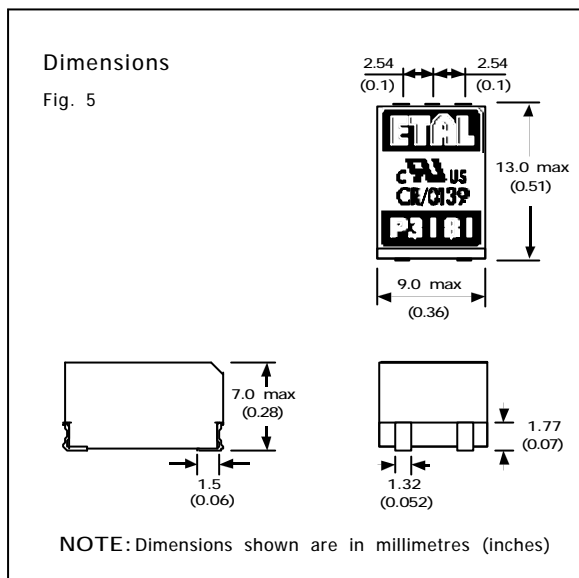 Dimensions
Fig. 5
2.54
(0.1)
2.54
(0.1)
ETAL
C US
CR/0139
P3181
13.0 max
(0.51)
9.0 max
(0.36)
7.0 max
(0.28)
1.5
(0.06)
1.77
(0.07)
1.32
(0.052)
NOTE: Dimensions shown are in millimetres (inches)